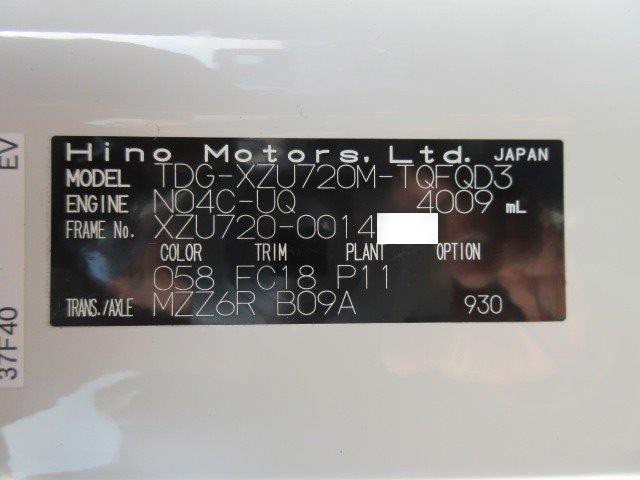 Hino Motors, Ltd. JAPAN
MODEL TDG-XZU720M-TQFQD3
ENGINE N04C-UQ 4009 mL
FRAME No. XZU720-0014
COLOR TRIM PLANT OPTION
058 FC18 P11
TRANS./AXLE MZZ6R B09A 930
EV
37F40